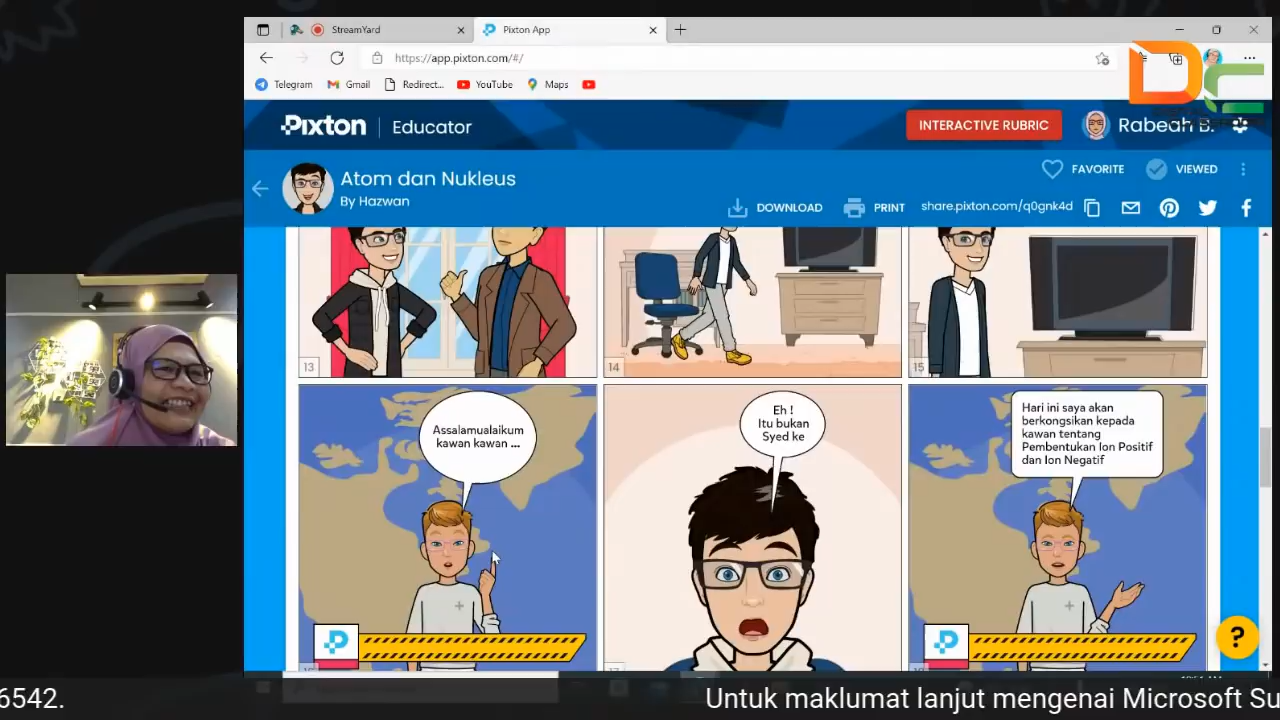 StreamYard
Pixton App
https://app.pixton.com/#/
Telegram
Gmail
Redirect...
YouTube
Maps
Pixton
Educator
INTERACTIVE RUBRIC
Rabeah B.
Atom dan Nukleus
By Hazwan
FAVORITE
VIEWED
DOWNLOAD
PRINT
share.pixton.com/q0gnk4d
13
14
15
Assalamualaikum
kawan kawan ...
Eh !
Itu bukan
Syed ke
Hari ini saya akan
berkongsikan kepada
kawan tentang
Pembentukan Ion Positif
dan Ion Negatif
?
6542.
Untuk maklumat lanjut mengenai Microsoft Su